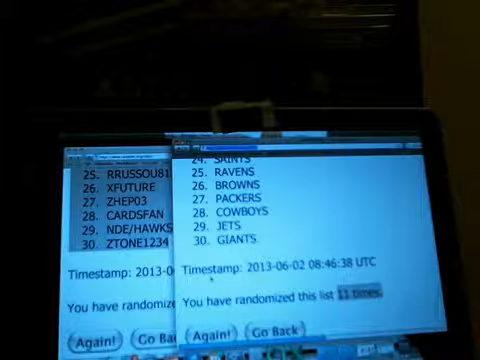 25. RRUSSOU81
26. XFUTURE
27. ZHEP03
28. CARDSFAN
29. NDE/HAWKS
30. ZTONE1234
Timestamp: 2013-0
You have randomize
Again! Go Ba
24. SAINTS
25. RAVENS
26. BROWNS
27. PACKERS
28. COWBOYS
29. JETS
30. GIANTS
Timestamp: 2013-06-02 08:46:38 UTC
You have randomized this list 11 times.
Again! Go Back